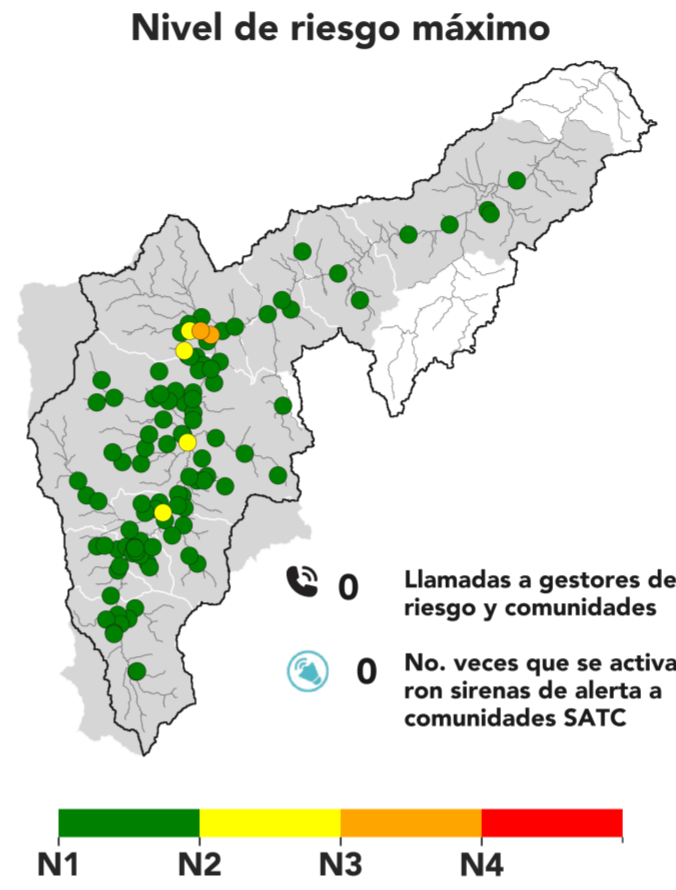 Nivel de riesgo máximo
0
Llamadas a gestores de
riesgo y comunidades
0
No. veces que se activa
ron sirenas de alerta a
comunidades SATC
N1 N2 N3 N4